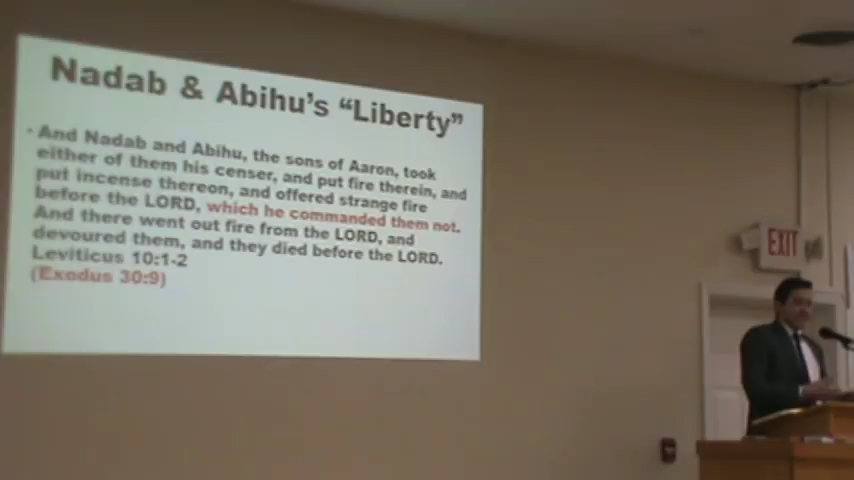 Nadab & Abihu's “Liberty”
• And Nadab and Abihu, the sons of Aaron, took
either of them his censer, and put fire therein, and
put incense thereon, and offered strange fire
before the LORD, which he commanded them not.
And there went out fire from the LORD, and
devoured them, and they died before the LORD.
Leviticus 10:1-2
(Exodus 30:9)
EXIT